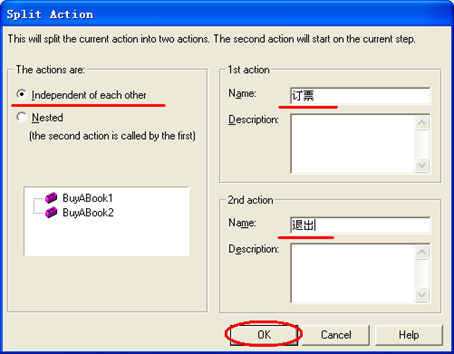 Split Action
This will split the current action into two actions. The second action will start on the current step.
The actions are:
Independent of each other
Nested
(the second action is called by the first)
BuyABook1
BuyABook2
1st action
Name:
订票
Description:
2nd action
Name:
退出
Description:
OK
Cancel
Help